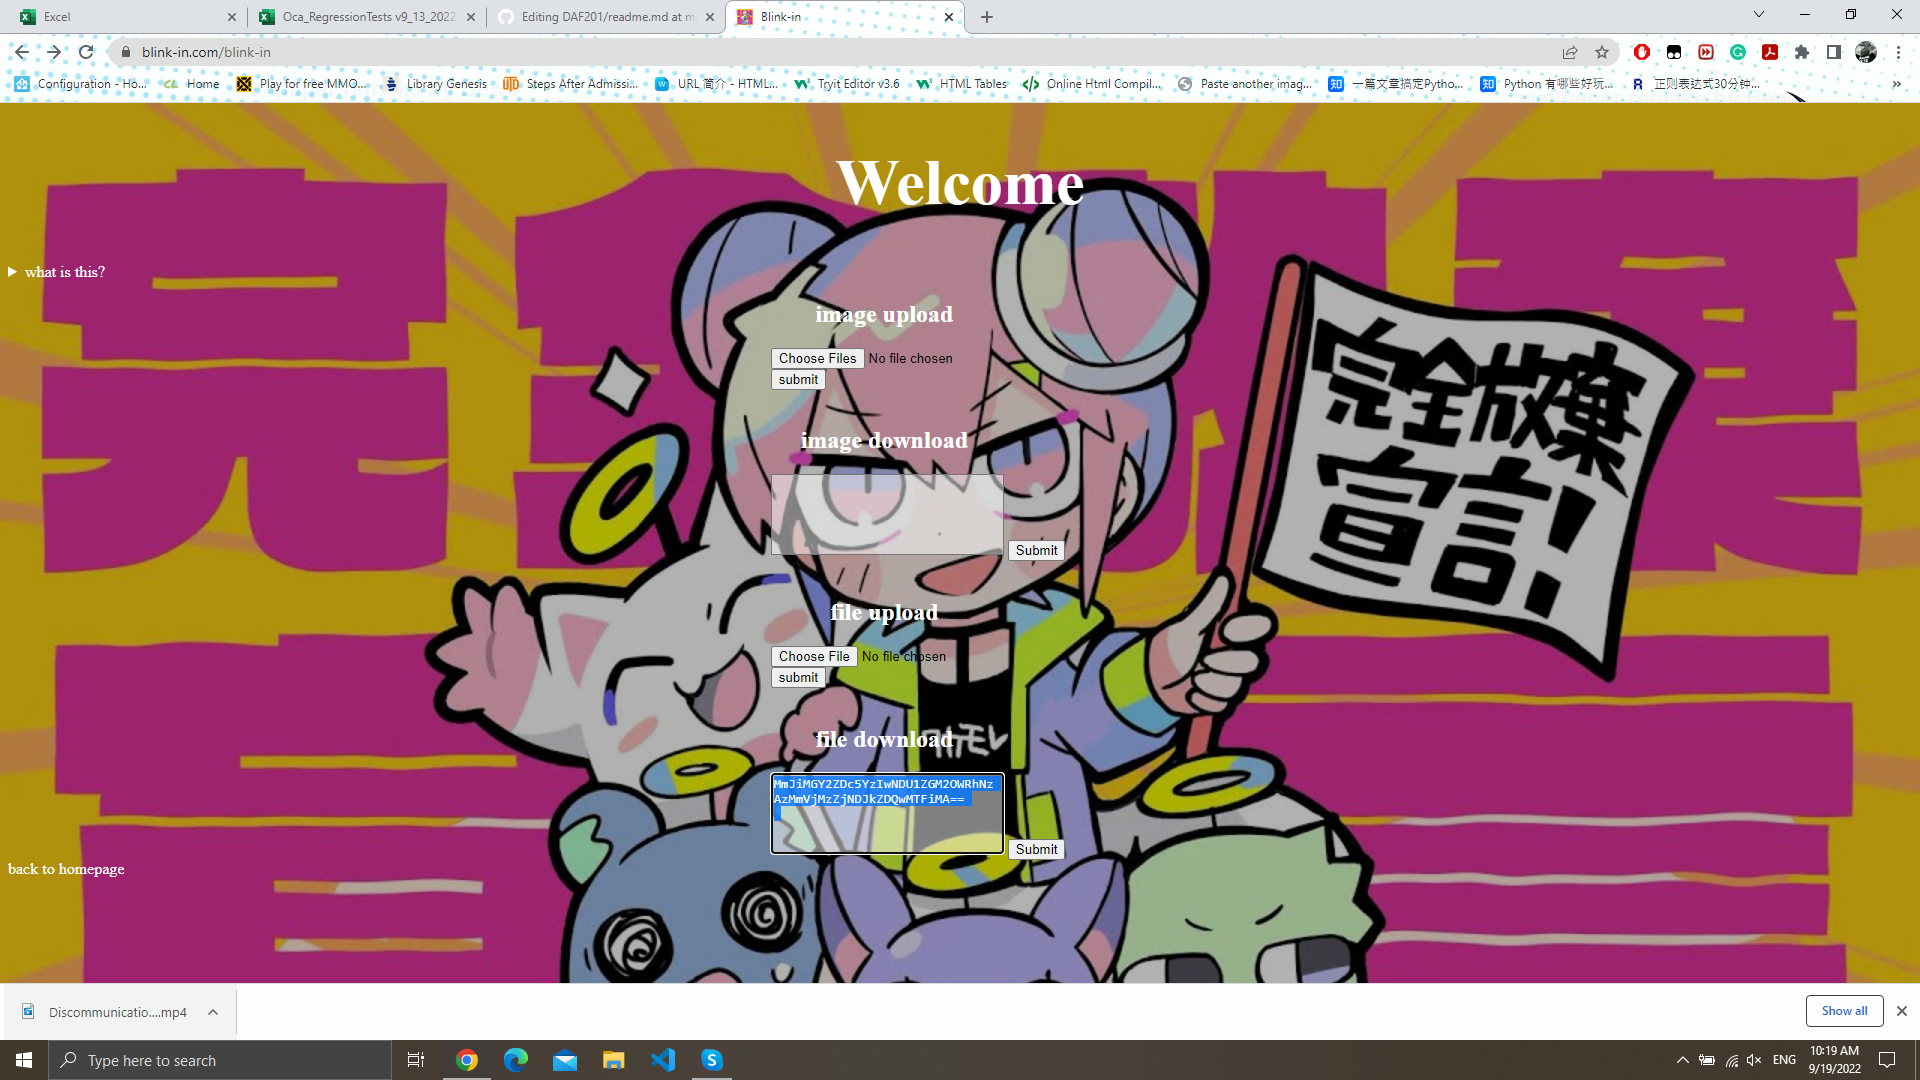 Excel
Oca_RegressionTests v9_13_2022
Editing DAF201/readme.md at m
Blink-in
blink-in.com/blink-in
Configuration - Ho...
Home
Play for free MMO...
Library Genesis
Steps After Admissi...
URL 简介 - HTML...
Tryit Editor v3.6
HTML Tables
Online Html Compil...
Paste another imag...
一篇文章搞定Pytho...
Python 有哪些好玩...
正则表达式30分钟...
»
Welcome
what is this?
image upload
Choose Files No file chosen
submit
image download
Submit
完全放棄
宣言!
file upload
Choose File No file chosen
submit
file download
MmJiMGY2ZDc5YzIwNDU1ZGM2OWRhNz
AzMmVjMzZjNDJkZDQwMTFiMA==
Submit
back to homepage
Discommunicatio....mp4
Show all
Type here to search
ENG
10:19 AM
9/19/2022